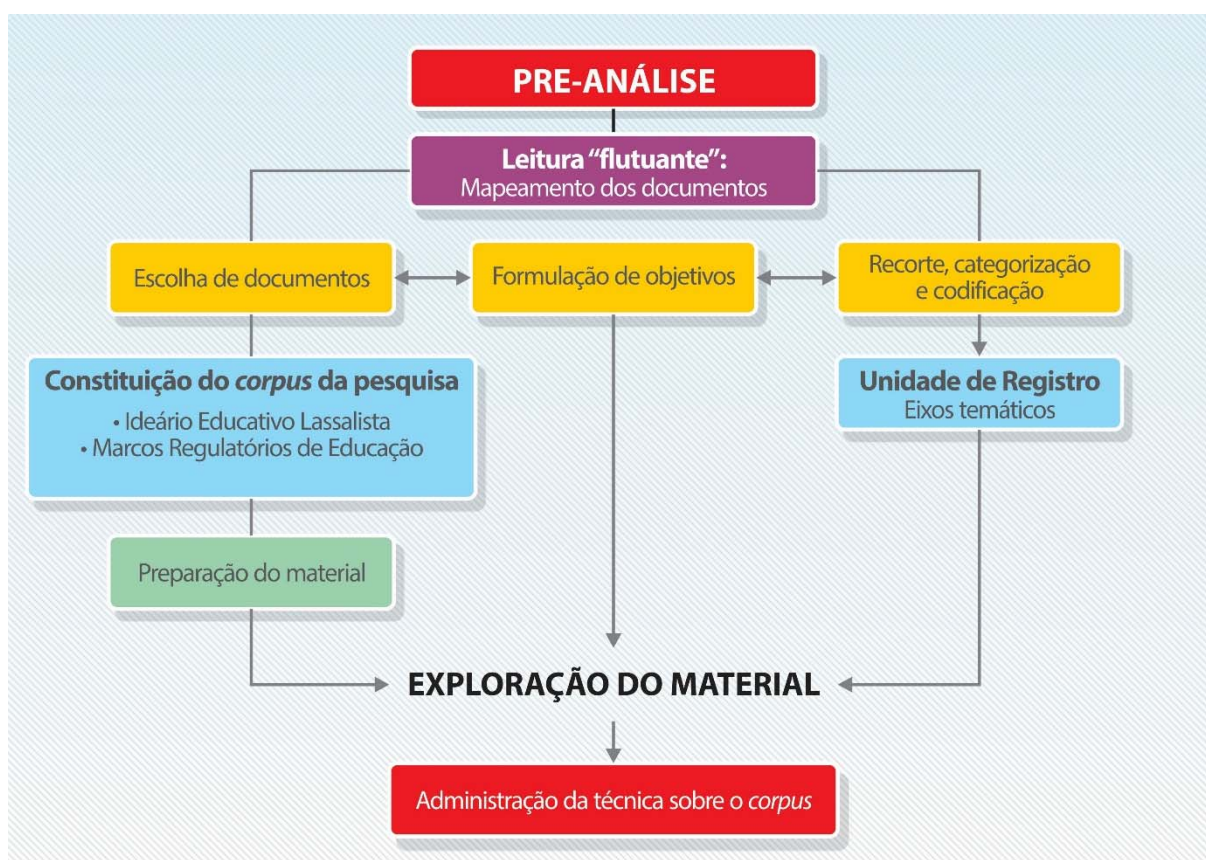 PRE-ANÁLISE
Leitura “flutuante”:
Mapeamento dos documentos
Escolha de documentos
Formulação de objetivos
Recorte, categorização
e codificação
Constituição do corpus da pesquisa
• Ideário Educativo Lassalista
• Marcos Regulatórios de Educação
Unidade de Registro
Eixos temáticos
Preparação do material
EXPLORAÇÃO DO MATERIAL
Administração da técnica sobre o corpus